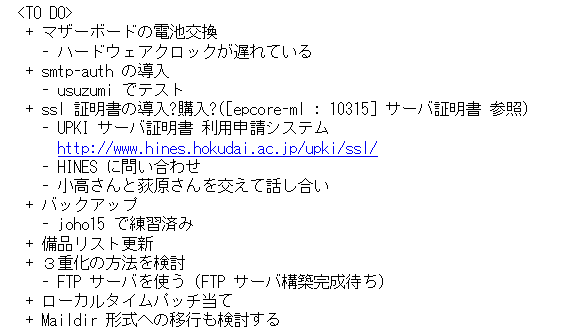 <TO DO>
+ マザーボードの電池交換
- ハードウェアクロックが遅れている
+ smtp-auth の導入
- usuzumi でテスト
+ ssl 証明書の導入?購入?([epcore-ml : 10315] サーバ証明書 参照)
- UPKI サーバ証明書 利用申請システム
http://www.hines.hokudai.ac.jp/upki/ssl/
- HINES に問い合わせ
- 小高さんと荻原さんを交えて話し合い
+ バックアップ
- joho15 で練習済み
+ 備品リスト更新
+ ３重化の方法を検討
- FTP サーバを使う (FTP サーバ構築完成待ち)
+ ローカルタイムパッチ当て
+ Maildir 形式への移行も検討する